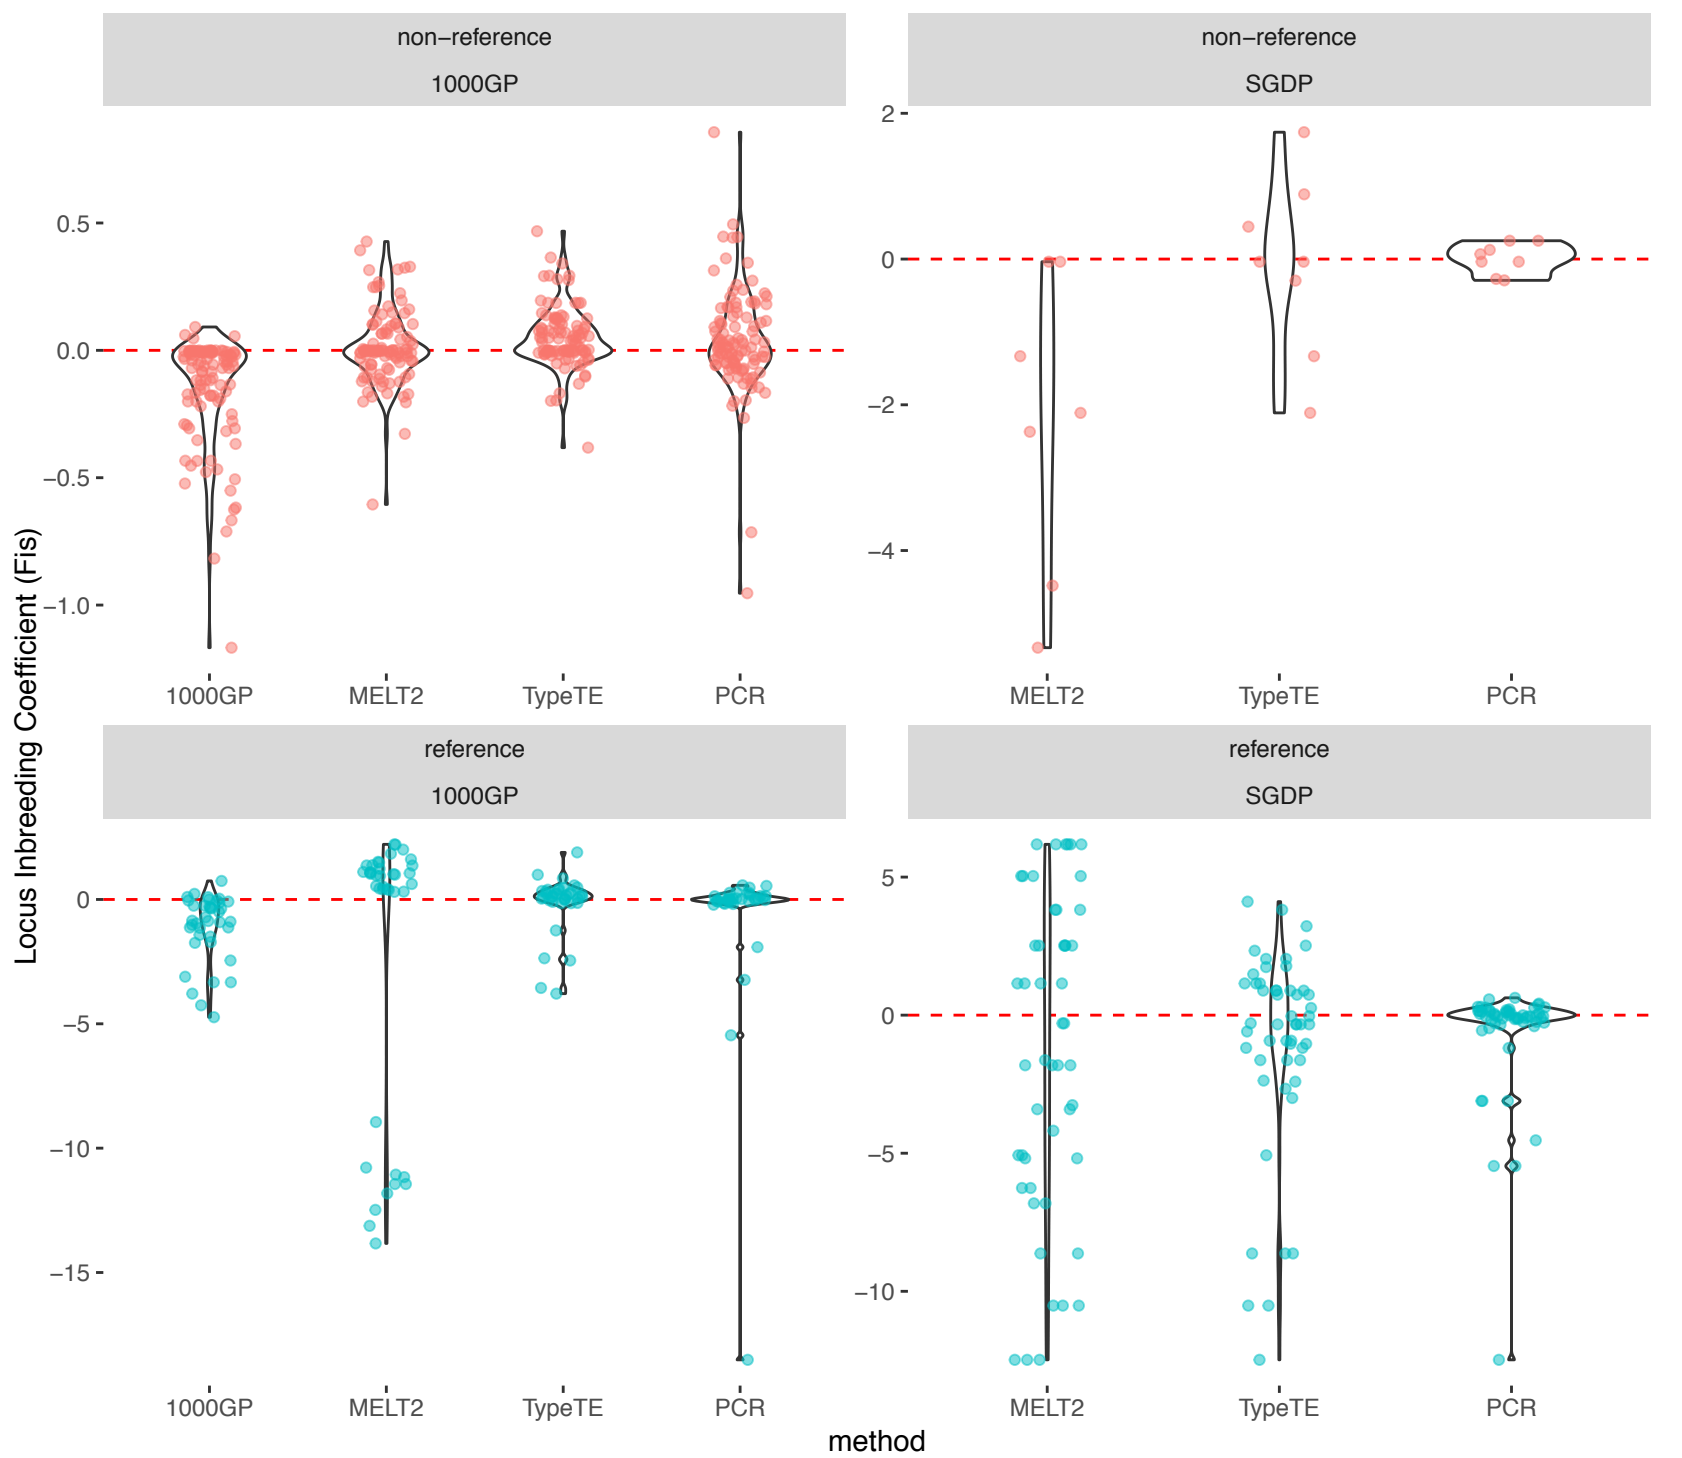 non−reference
1000GP
non−reference
SGDP
0.5
0.0
−0.5
−1.0
2
0
−2
−4
1000GP
MELT2
TypeTE
PCR
MELT2
TypeTE
PCR
Locus Inbreeding Coefficient (Fis)
reference
1000GP
reference
SGDP
0
−5
−10
−15
5
0
−5
−10
1000GP
MELT2
TypeTE
PCR
MELT2
TypeTE
PCR
method